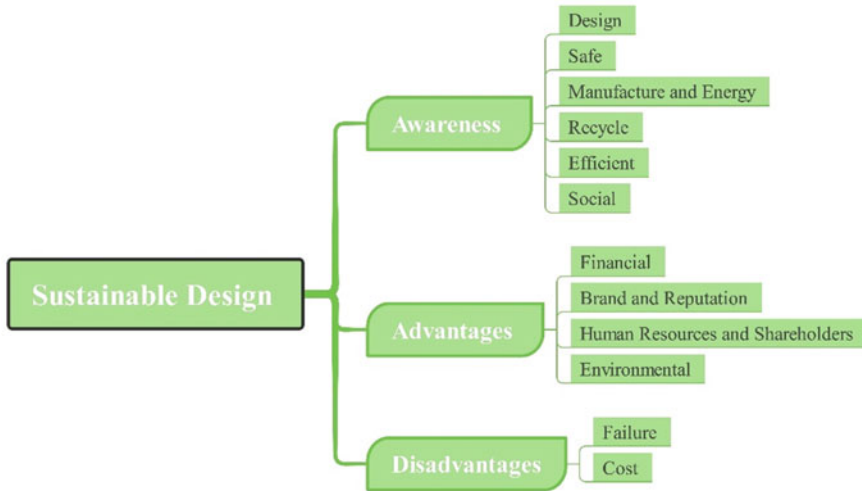 Sustainable Design
Awareness
Design
Safe
Manufacture and Energy
Recycle
Efficient
Social
Advantages
Financial
Brand and Reputation
Human Resources and Shareholders
Environmental
Disadvantages
Failure
Cost